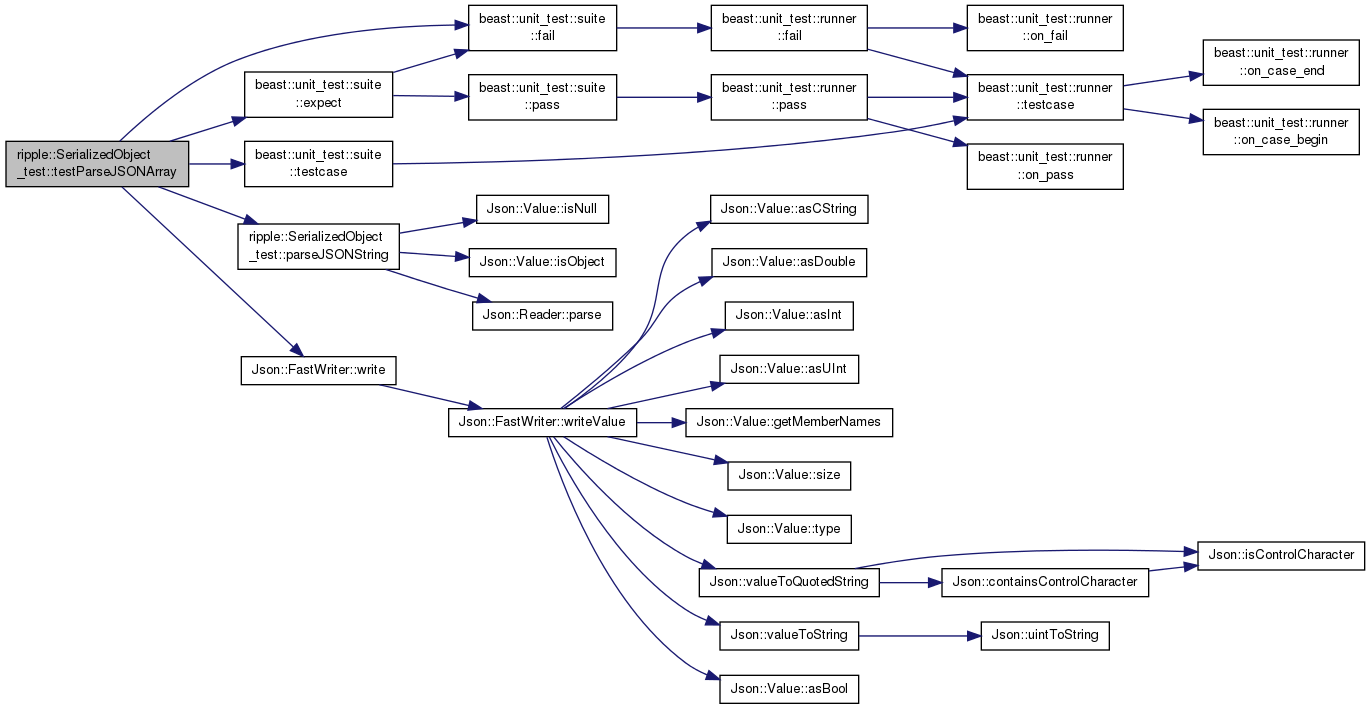 ripple::SerializedObject
_test::testParseJSONArray
beast::unit_test::suite
::fail
beast::unit_test::suite
::expect
beast::unit_test::suite
::pass
beast::unit_test::suite
::testcase
ripple::SerializedObject
_test::parseJSONString
Json::FastWriter::write
beast::unit_test::runner
::fail
beast::unit_test::runner
::pass
beast::unit_test::runner
::on_fail
beast::unit_test::runner
::testcase
beast::unit_test::runner
::on_pass
beast::unit_test::runner
::on_case_end
beast::unit_test::runner
::on_case_begin
Json::Value::isNull
Json::Value::isObject
Json::Reader::parse
Json::FastWriter::writeValue
Json::Value::asCString
Json::Value::asDouble
Json::Value::asInt
Json::Value::asUInt
Json::Value::getMemberNames
Json::Value::size
Json::Value::type
Json::valueToQuotedString
Json::valueToString
Json::Value::asBool
Json::containsControlCharacter
Json::isControlCharacter
Json::uintToString